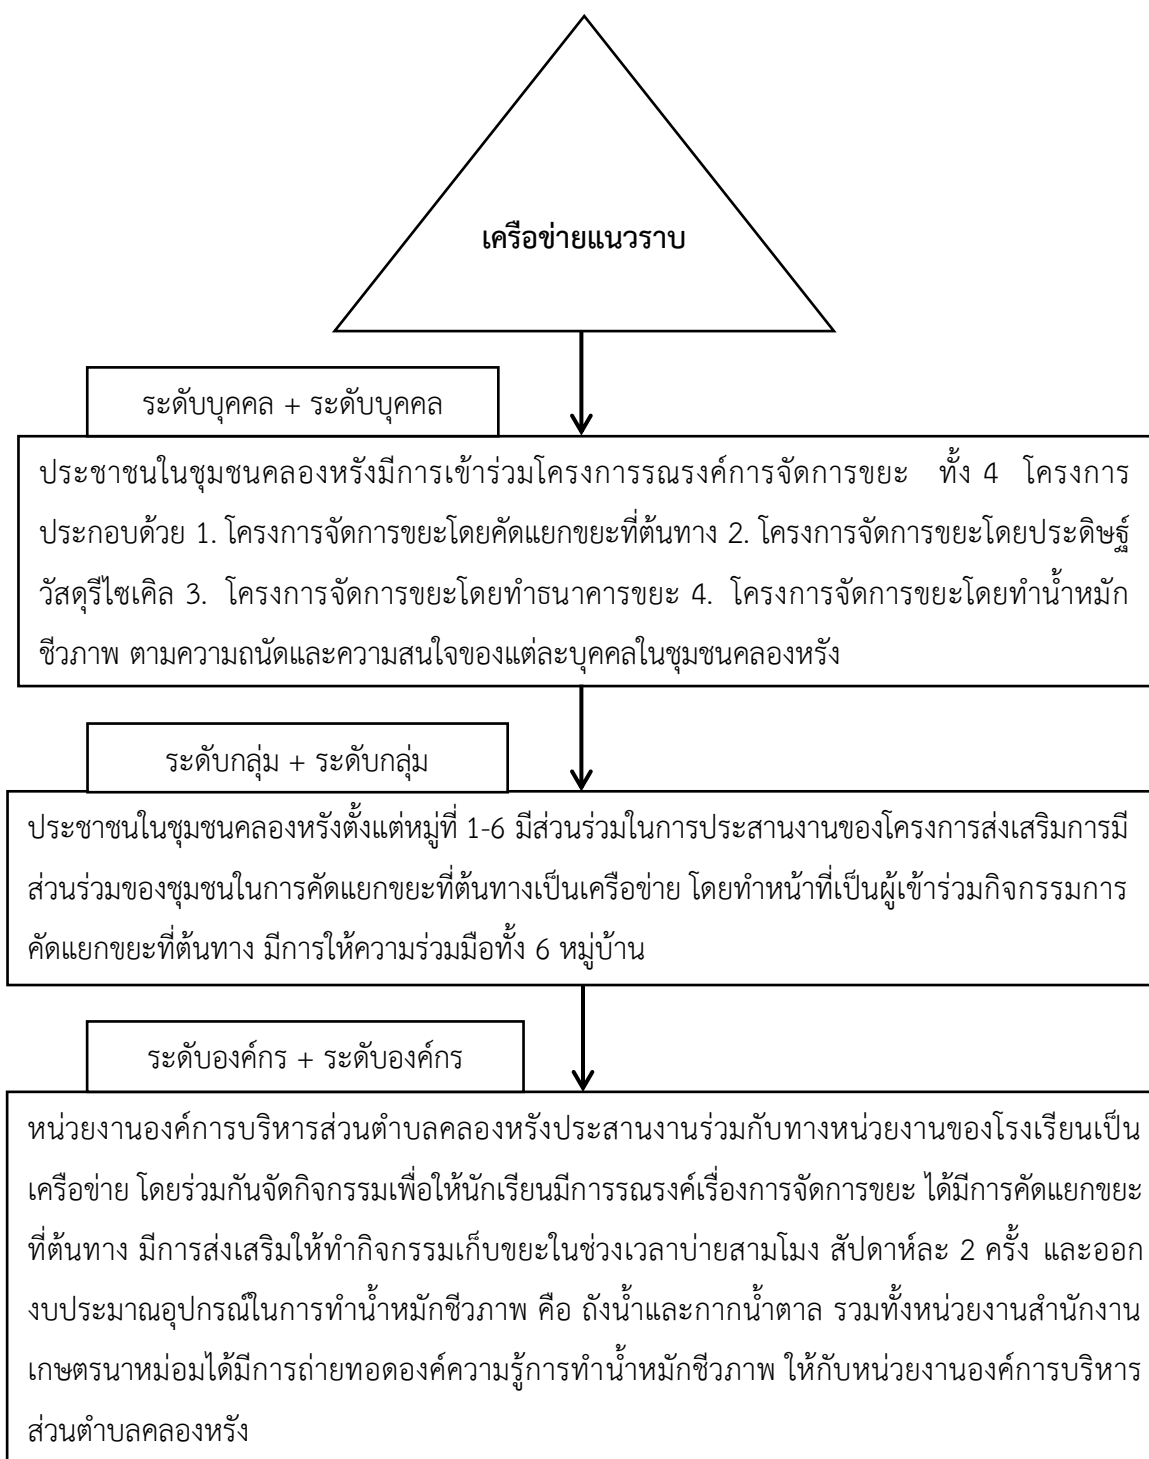 เครือข่ายแนวราบ
ระดับบุคคล + ระดับบุคคล
ประชาชนในชุมชนคลองหรังมีการเข้าร่วมโครงการรณรงค์การจัดการขยะ ทั้ง 4 โครงการ
ประกอบด้วย 1. โครงการจัดการขยะโดยคัดแยกขยะที่ต้นทาง 2. โครงการจัดการขยะโดยประดิษฐ์
วัสดุรีไซเคิล 3. โครงการจัดการขยะโดยทำธนาคารขยะ 4. โครงการจัดการขยะโดยทำน้ำหมัก
ชีวภาพ ตามความถนัดและความสนใจของแต่ละบุคคลในชุมชนคลองหรัง
ระดับกลุ่ม + ระดับกลุ่ม
ประชาชนในชุมชนคลองหรังตั้งแต่หมู่ที่ 1-6 มีส่วนร่วมในการประสานงานของโครงการส่งเสริมการมี
ส่วนร่วมของชุมชนในการคัดแยกขยะที่ต้นทางเป็นเครือข่าย โดยทำหน้าที่เป็นผู้เข้าร่วมกิจกรรมการ
คัดแยกขยะที่ต้นทาง มีการให้ความร่วมมือทั้ง 6 หมู่บ้าน
ระดับองค์กร + ระดับองค์กร
หน่วยงานองค์การบริหารส่วนตำบลคลองหรังประสานงานร่วมกับทางหน่วยงานของโรงเรียนเป็น
เครือข่าย โดยร่วมกันจัดกิจกรรมเพื่อให้นักเรียนมีการรณรงค์เรื่องการจัดการขยะ ได้มีการคัดแยกขยะ
ที่ต้นทาง มีการส่งเสริมให้ทำกิจกรรมเก็บขยะในช่วงเวลาบ่ายสามโมง สัปดาห์ละ 2 ครั้ง และออก
งบประมาณอุปกรณ์ในการทำน้ำหมักชีวภาพ คือ ถังน้ำและกากน้ำตาล รวมทั้งหน่วยงานสำนักงาน
เกษตรนาหม่อมได้มีการถ่ายทอดองค์ความรู้การทำน้ำหมักชีวภาพ ให้กับหน่วยงานองค์การบริหาร
ส่วนตำบลคลองหรัง